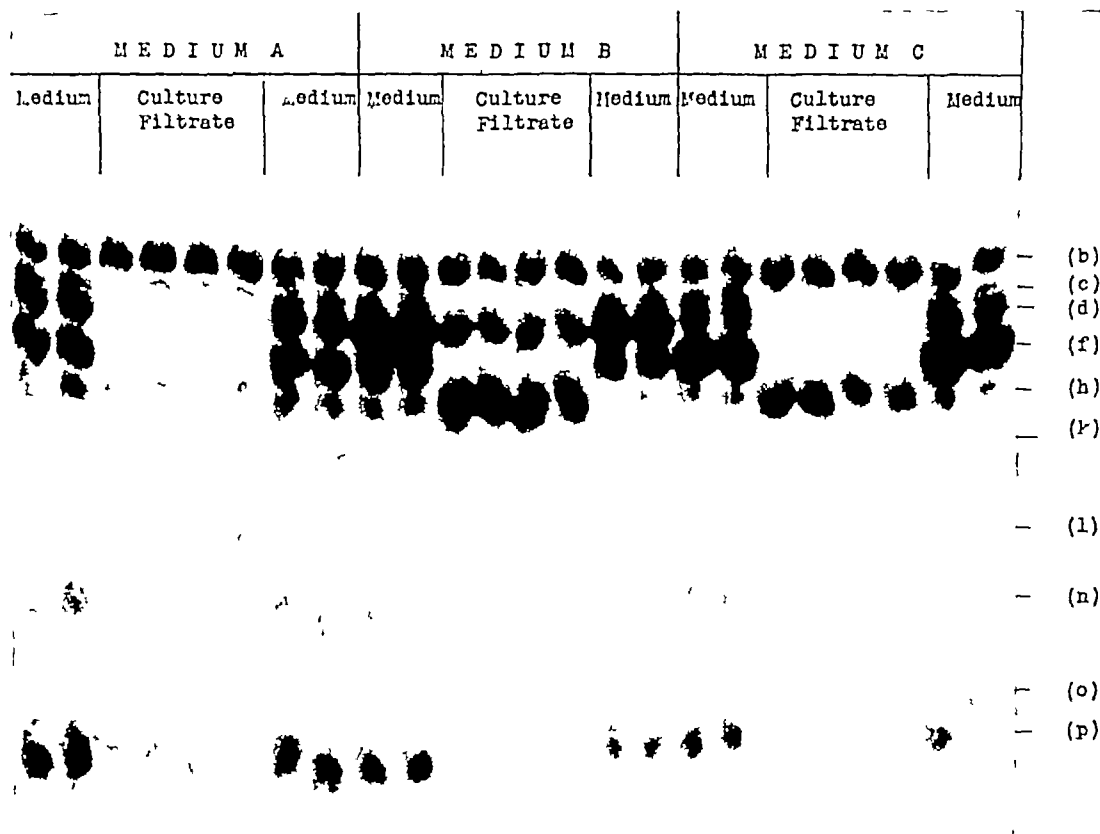 MEDIUM A MEDIUM B MEDIUM C
Medium Culture Filtrate Medium Medium Culture Filtrate Medium Medium Culture Filtrate Medium
(b)
(c)
(d)
(f)
(h)
(k)
(l)
(n)
(o)
(p)